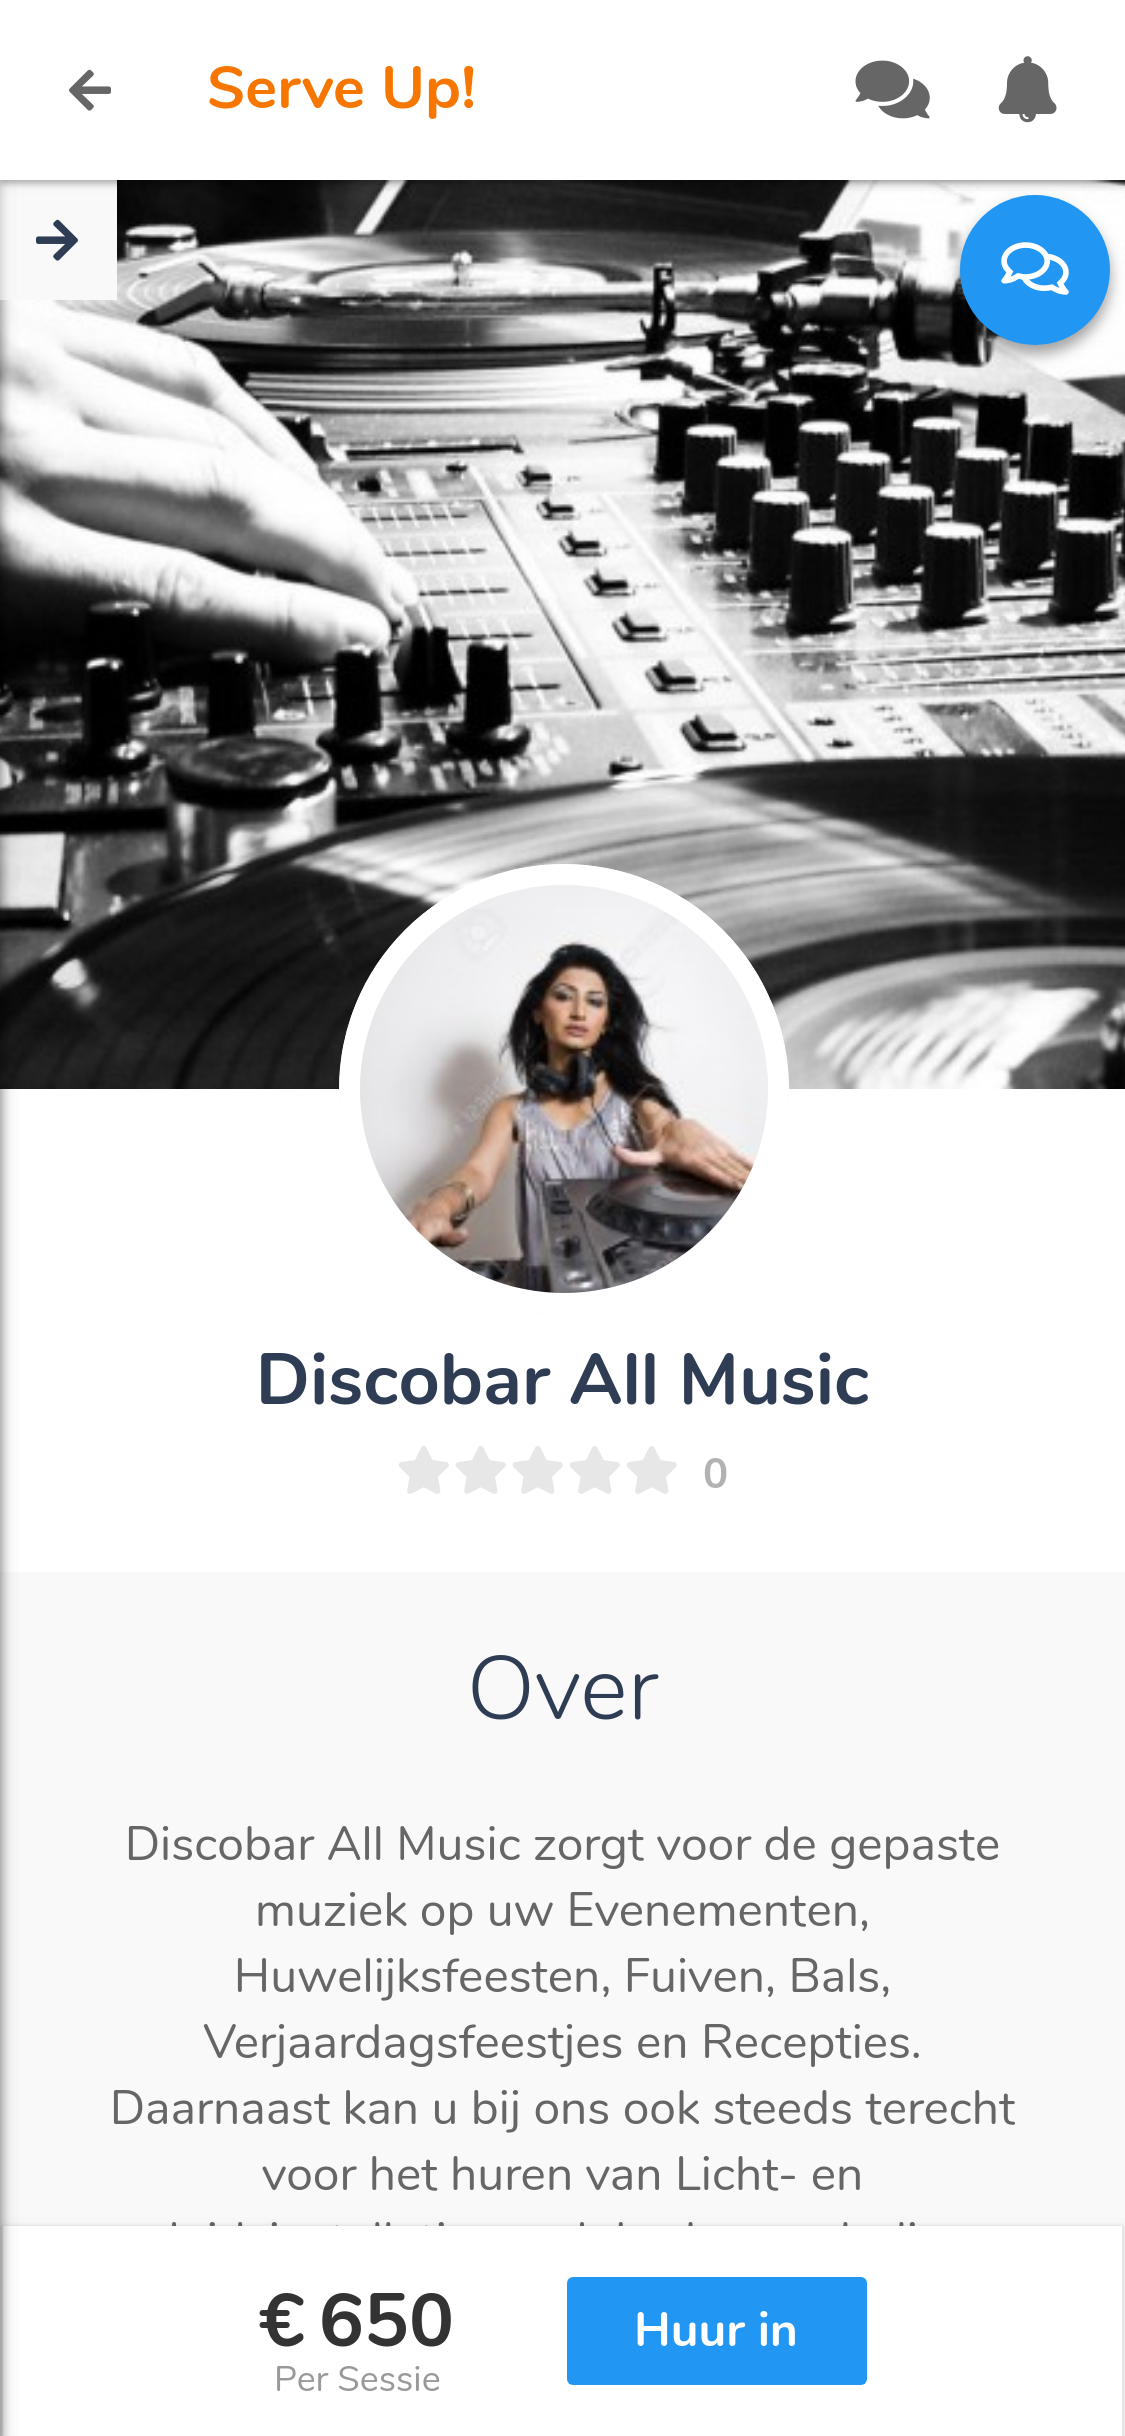 Serve Up!
Discobar All Music
0
Over
Discobar All Music zorgt voor de gepaste
muziek op uw Evenementen,
Huwelijksfeesten, Fuiven, Bals,
Verjaardagsfeestjes en Recepties.
Daarnaast kan u bij ons ook steeds terecht
voor het huren van Licht- en
€ 650
Per Sessie
Huur in